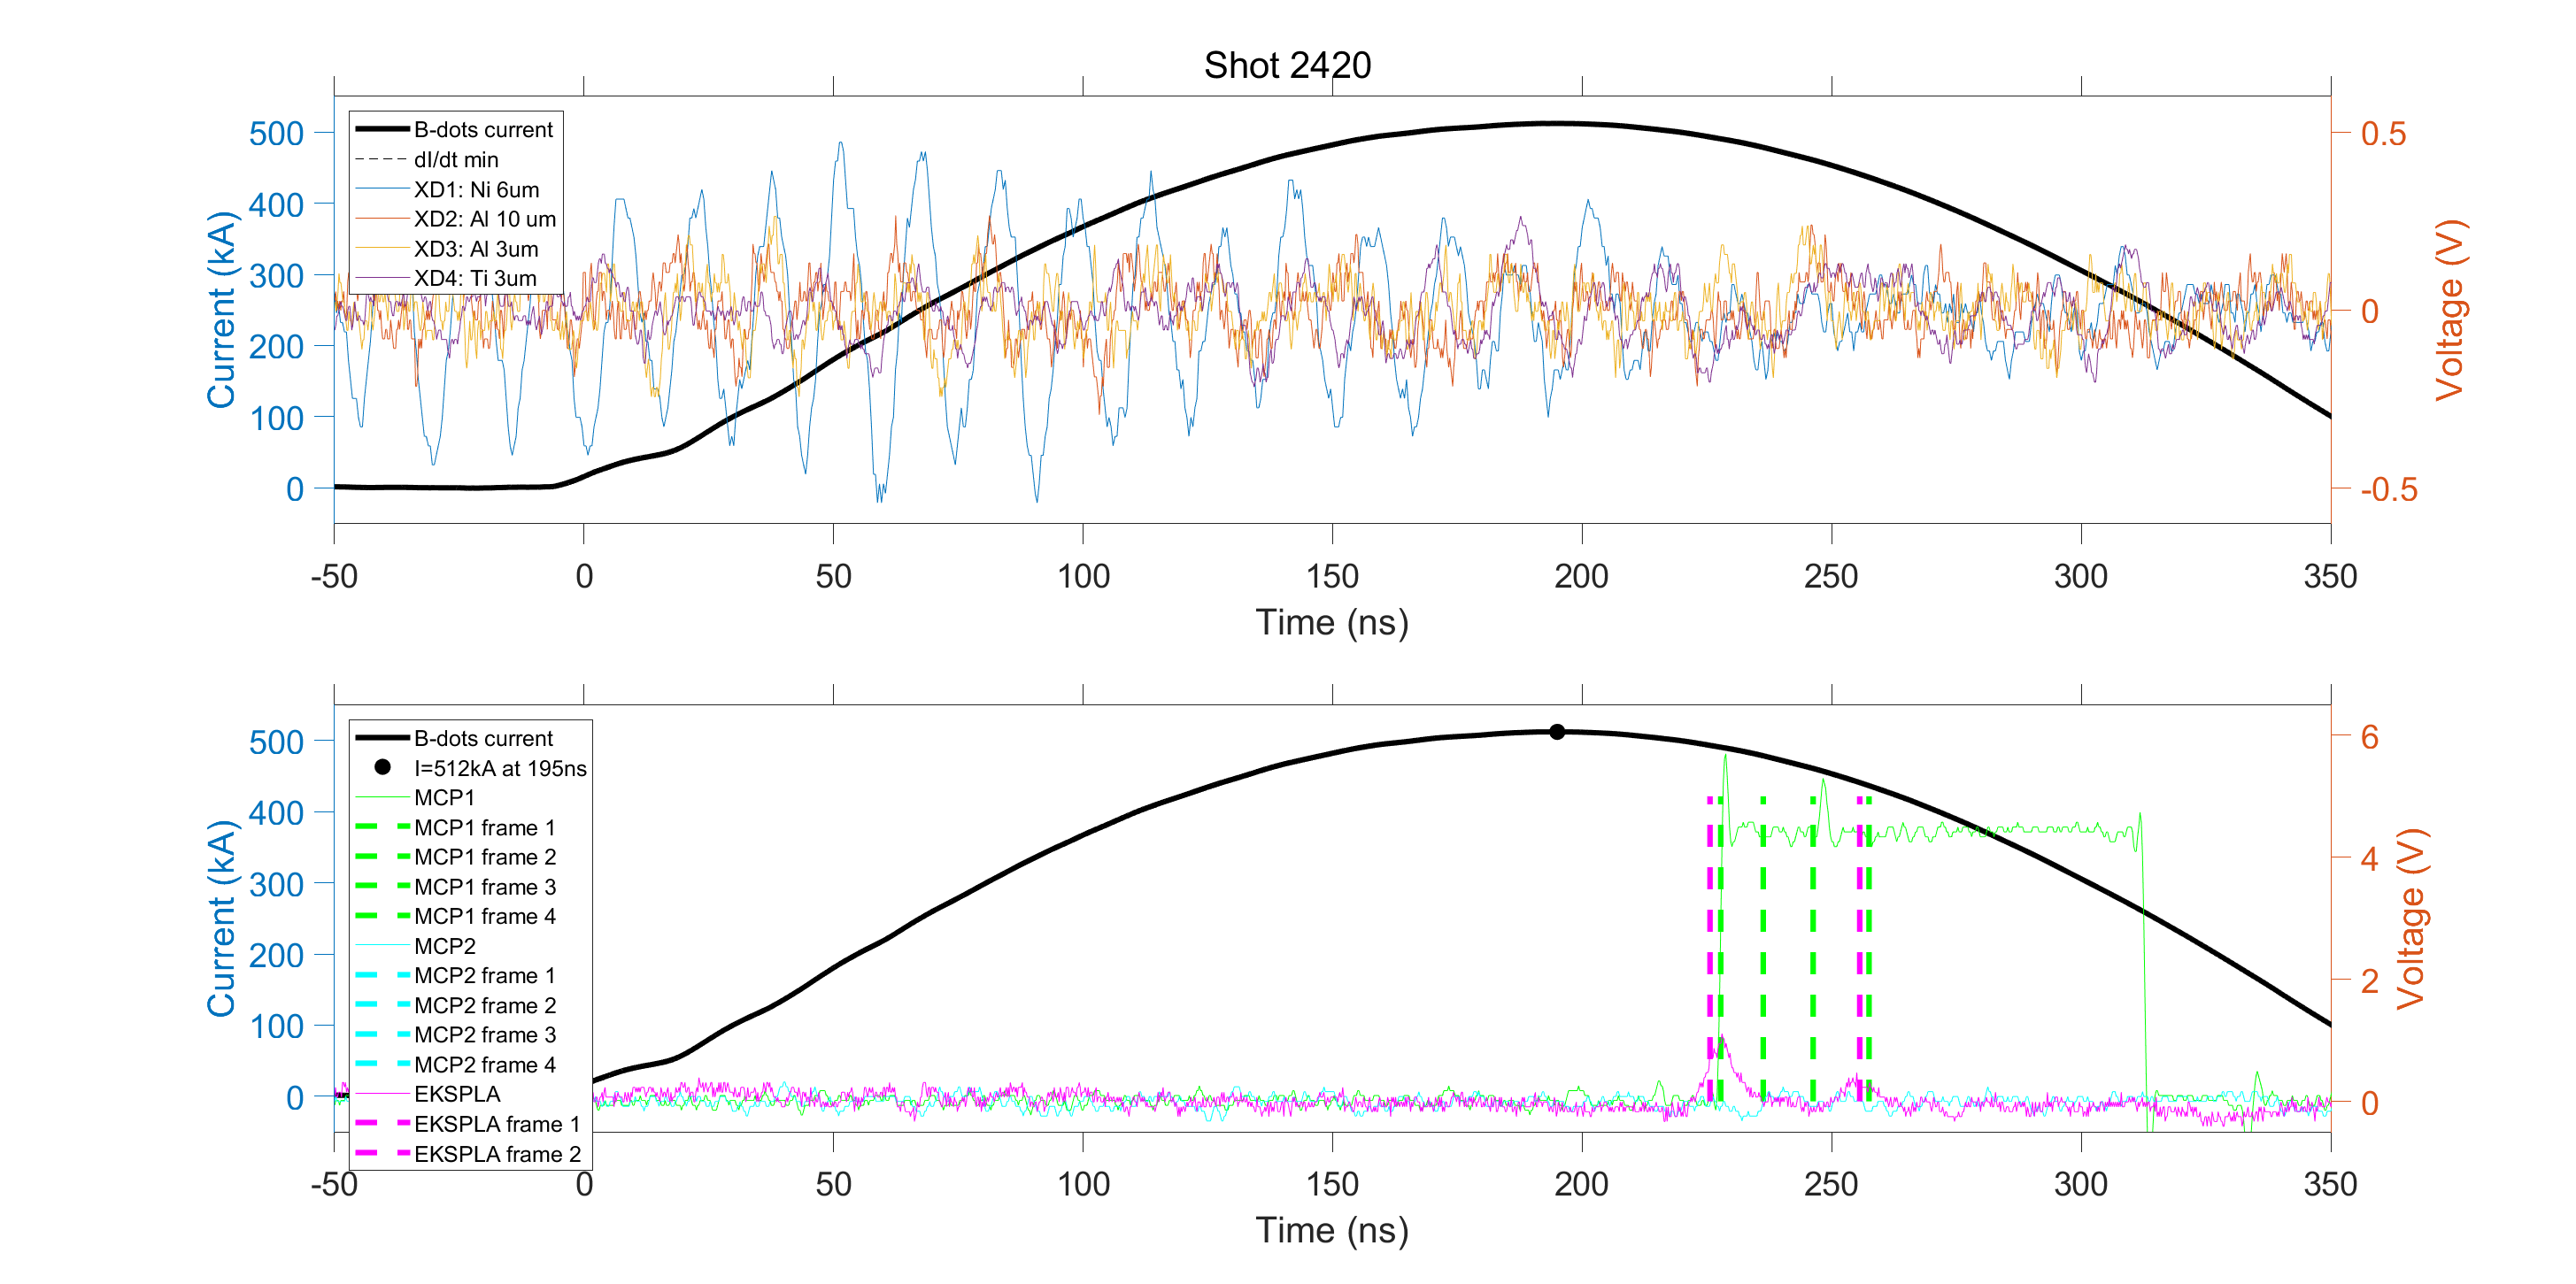 Shot 2420
500
400
300
200
100
0
Current (kA)
B-dots current
dI/dt min
XD1: Ni 6um
XD2: Al 10 um
XD3: Al 3um
XD4: Ti 3um
0.5
0
-0.5
Voltage (V)
-50 0 50 100 150 200 250 300 350
Time (ns)
500
400
300
200
100
0
Current (kA)
B-dots current
I=512kA at 195ns
MCP1
MCP1 frame 1
MCP1 frame 2
MCP1 frame 3
MCP1 frame 4
MCP2
MCP2 frame 1
MCP2 frame 2
MCP2 frame 3
MCP2 frame 4
EKSPLA
EKSPLA frame 1
EKSPLA frame 2
6
4
2
0
Voltage (V)
-50 0 50 100 150 200 250 300 350
Time (ns)